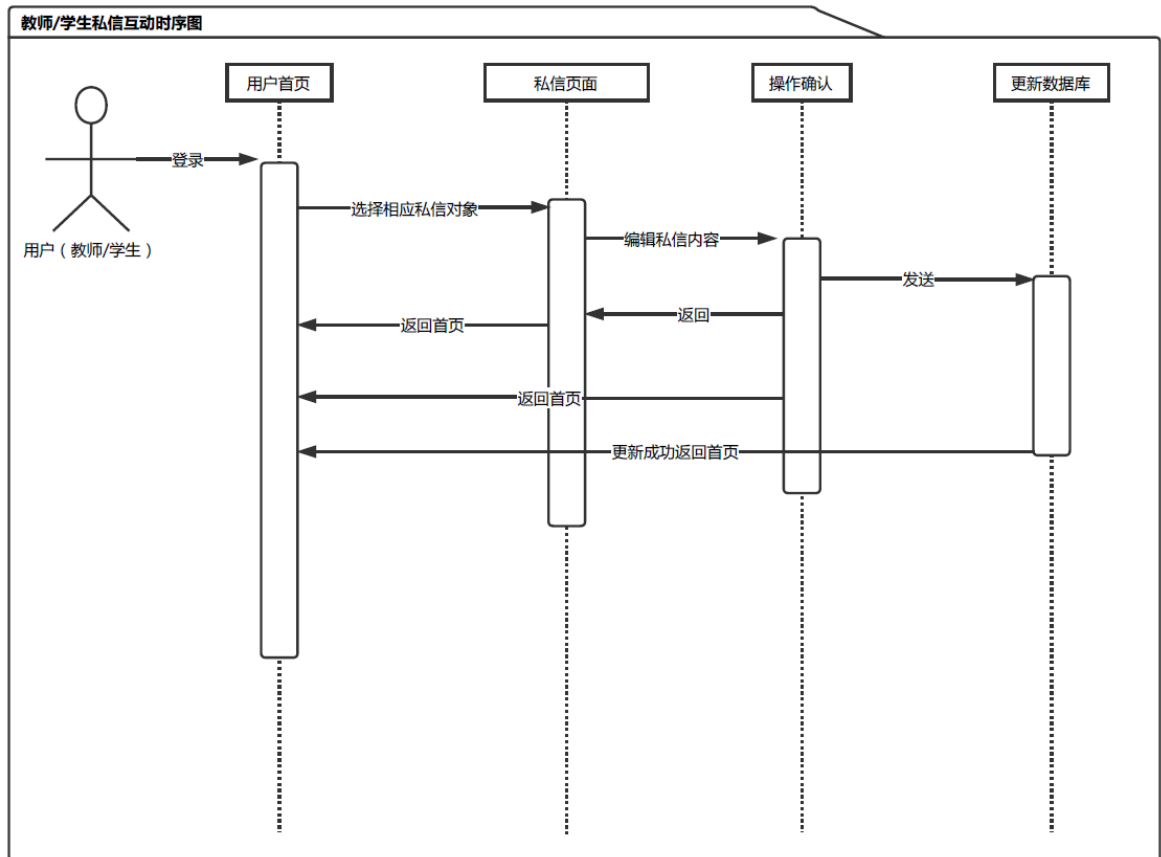 教师/学生私信互动时序图
用户首页
私信页面
操作确认
更新数据库
登录
用户（教师/学生）
选择相应私信对象
编辑私信内容
发送
返回
返回首页
返回首页
更新成功返回首页